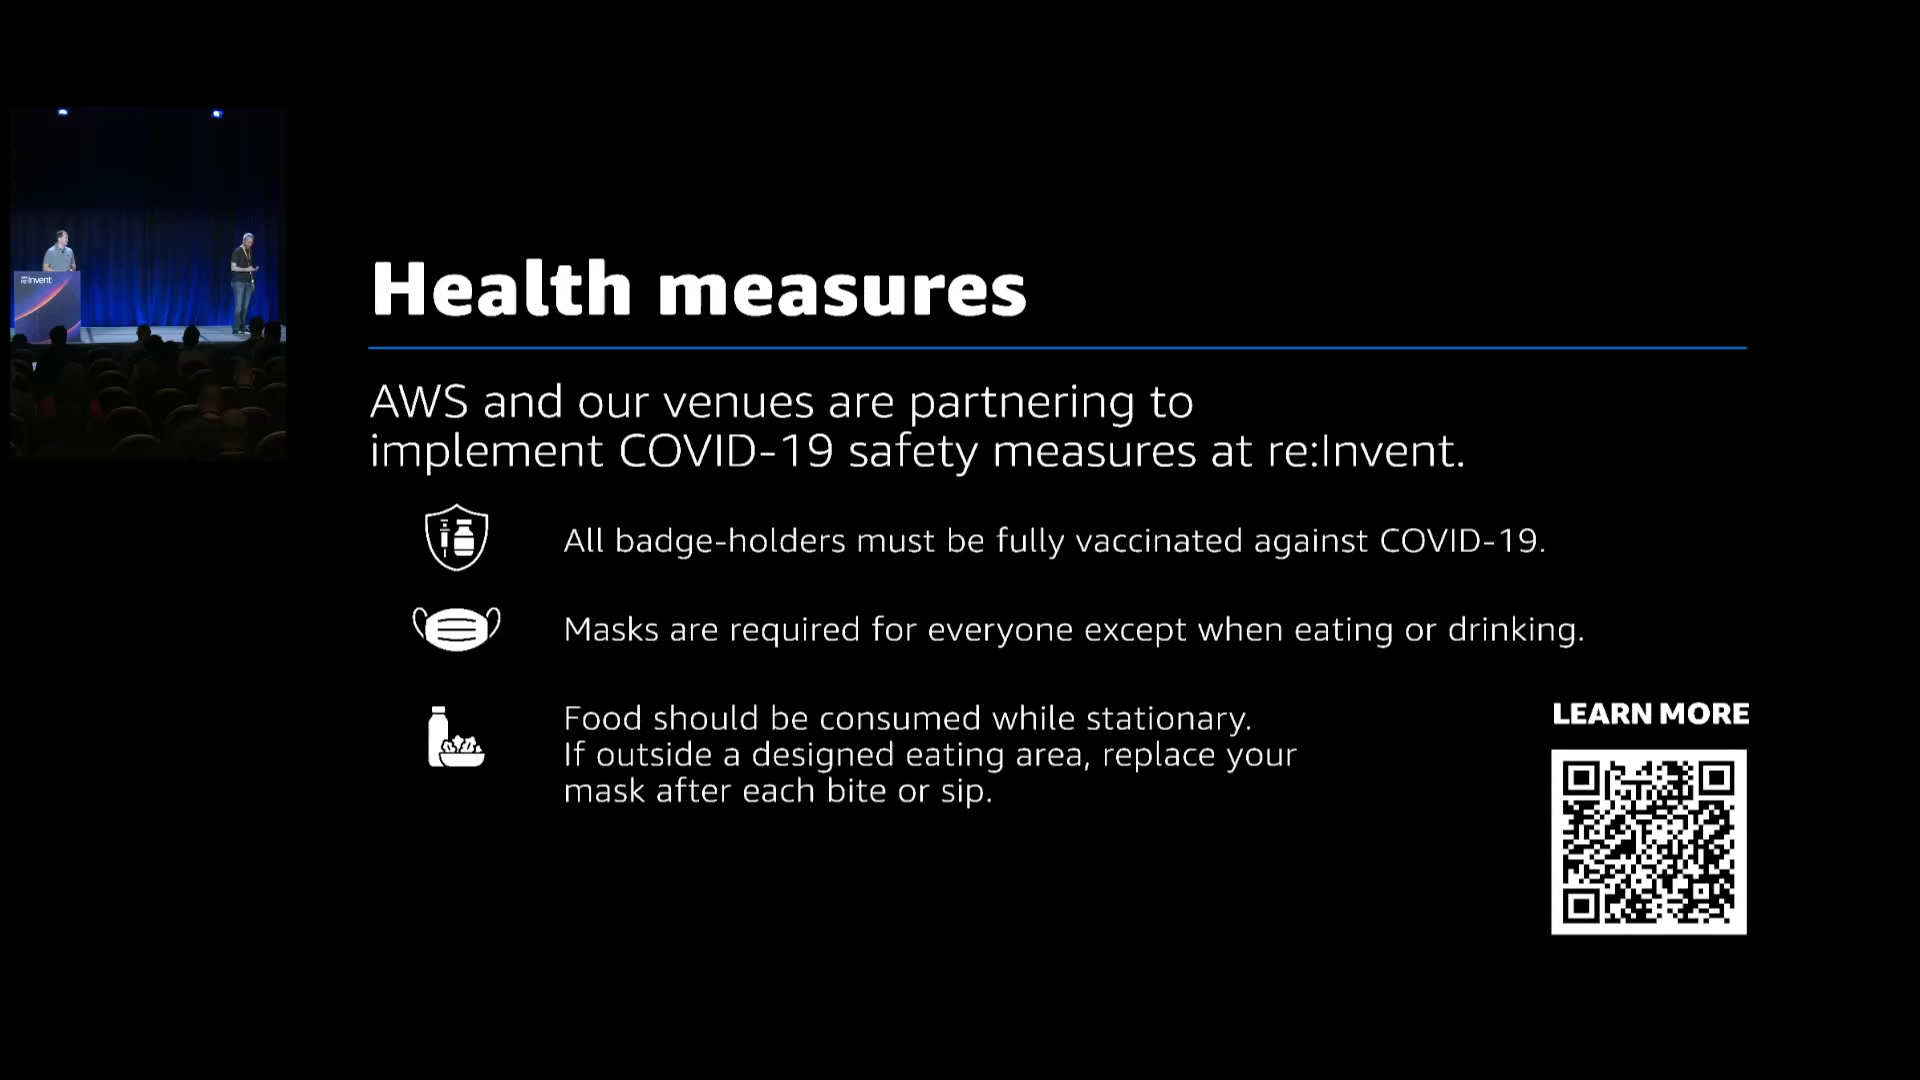 aws
re:Invent
Health measures
AWS and our venues are partnering to
implement COVID-19 safety measures at re:Invent.
All badge-holders must be fully vaccinated against COVID-19.
Masks are required for everyone except when eating or drinking.
Food should be consumed while stationary.
If outside a designed eating area, replace your
mask after each bite or sip.
LEARN MORE